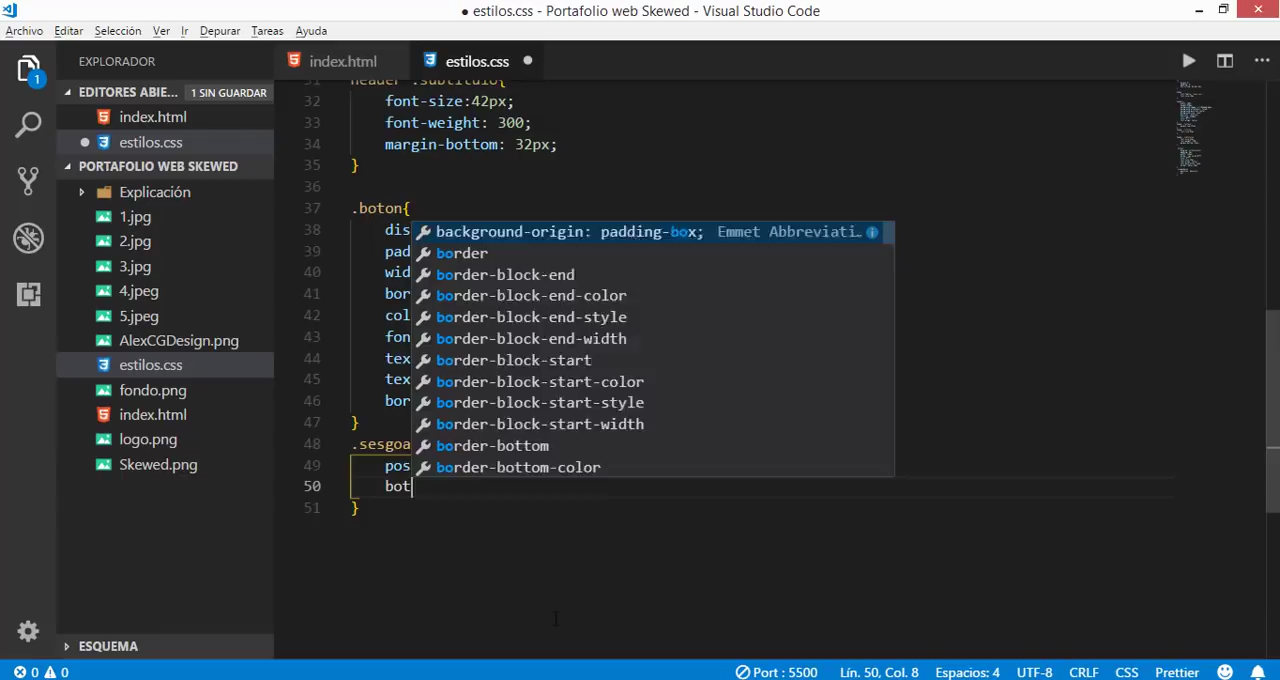 ● estilos.css - Portafolio web Skewed - Visual Studio Code
Archivo Editar Selección Ver Ir Depurar Tareas Ayuda
EXPLORADOR
index.html
estilos.css
EDITORES ABIE...
1 SIN GUARDAR
index.html
estilos.css
PORTAFOLIO WEB SKEWED
Explicación
1.jpg
2.jpg
3.jpg
4.jpeg
5.jpeg
AlexCGDesign.png
estilos.css
fondo.png
index.html
logo.png
Skewed.png
ESQUEMA
1
31 header .subtitulo{
32 font-size:42px;
33 font-weight: 300;
34 margin-bottom: 32px;
35 }
36
37 .boton{
38 dis
39 pad
40 wid
41 bor
42 col
43 fon
44 tex
45 tex
46 bor
47 }
48 .sesgoa
49 pos
50 bot
51 }
background-origin: padding-box; Emmet Abbreviati...
border
border-block-end
border-block-end-color
border-block-end-style
border-block-end-width
border-block-start
border-block-start-color
border-block-start-style
border-block-start-width
border-bottom
border-bottom-color
0 0
Port : 5500 Lín. 50, Col. 8 Espacios: 4 UTF-8 CRLF CSS Prettier